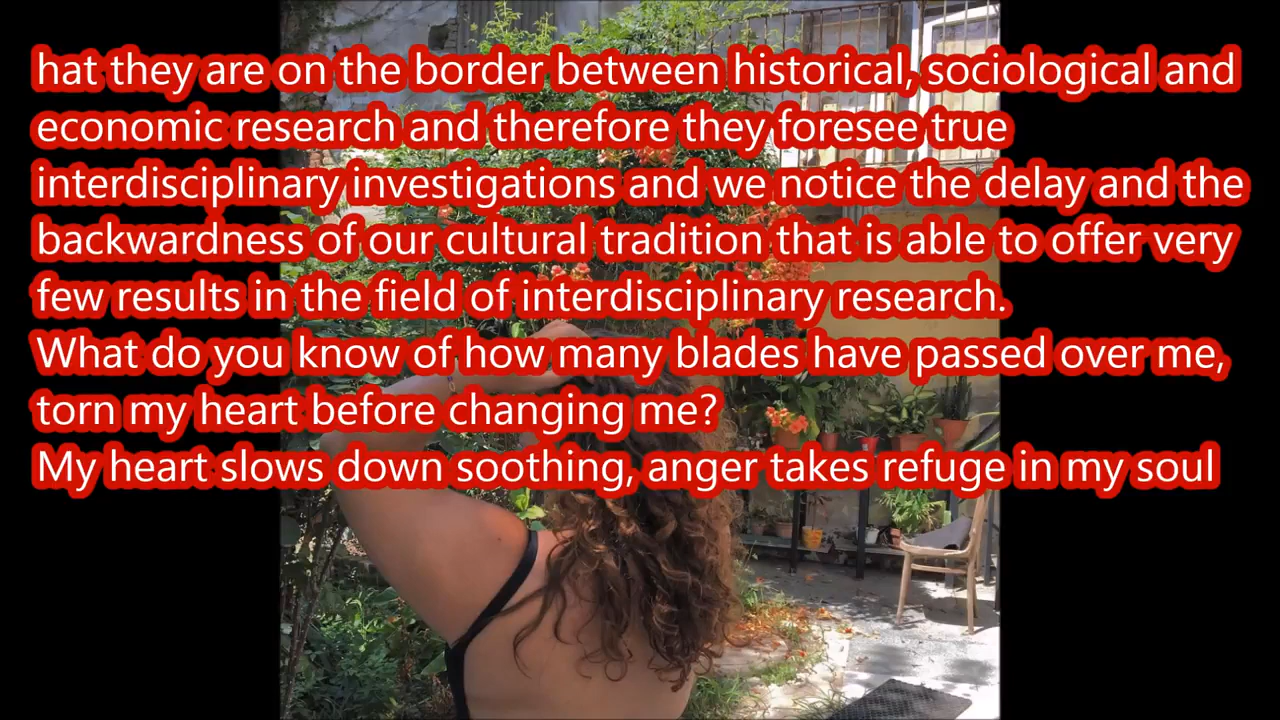 hat they are on the border between historical, sociological and
economic research and therefore they foresee true
interdisciplinary investigations and we notice the delay and the
backwardness of our cultural tradition that is able to offer very
few results in the field of interdisciplinary research.
What do you know of how many blades have passed over me,
torn my heart before changing me?
My heart slows down soothing, anger takes refuge in my soul